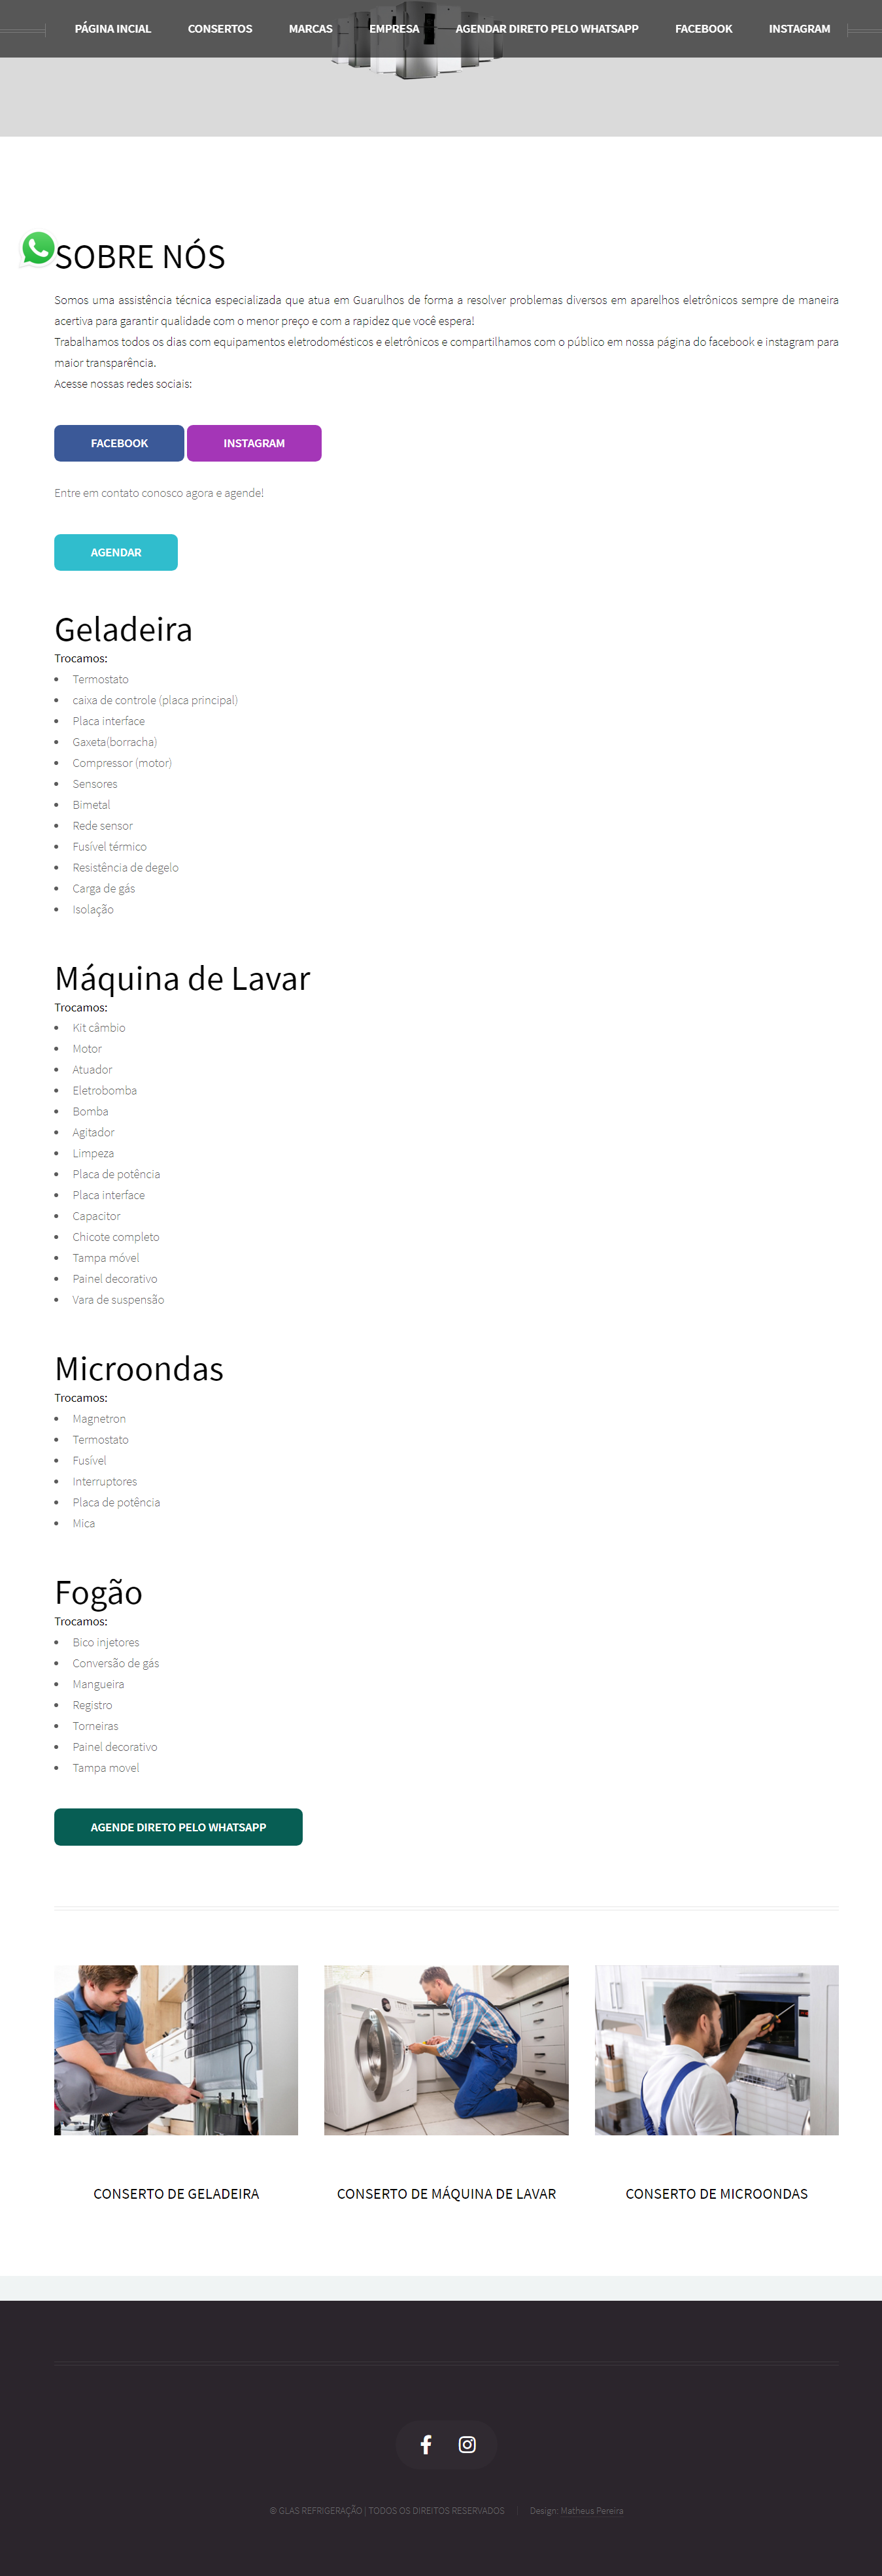 PÁGINA INCIAL CONSERTOS MARCAS EMPRESA AGENDAR DIRETO PELO WHATSAPP FACEBOOK INSTAGRAM
SOBRE NÓS
Somos uma assistência técnica especializada que atua em Guarulhos de forma a resolver problemas diversos em aparelhos eletrônicos sempre de maneira
acertiva para garantir qualidade com o menor preço e com a rapidez que você espera!
Trabalhamos todos os dias com equipamentos eletrodomésticos e eletrônicos e compartilhamos com o público em nossa página do facebook e instagram para
maior transparência.
Acesse nossas redes sociais:
FACEBOOK INSTAGRAM
Entre em contato conosco agora e agende!
AGENDAR
Geladeira
Trocamos:
• Termostato
• caixa de controle (placa principal)
• Placa interface
• Gaxeta(borracha)
• Compressor (motor)
• Sensores
• Bimetal
• Rede sensor
• Fusível térmico
• Resistência de degelo
• Carga de gás
• Isolação
Máquina de Lavar
Trocamos:
• Kit câmbio
• Motor
• Atuador
• Eletrobomba
• Bomba
• Agitador
• Limpeza
• Placa de potência
• Placa interface
• Capacitor
• Chicote completo
• Tampa móvel
• Painel decorativo
• Vara de suspensão
Microondas
Trocamos:
• Magnetron
• Termostato
• Fusível
• Interruptores
• Placa de potência
• Mica
Fogão
Trocamos:
• Bico injetores
• Conversão de gás
• Mangueira
• Registro
• Torneiras
• Painel decorativo
• Tampa movel
AGENDE DIRETO PELO WHATSAPP
CONSERTO DE GELADEIRA
CONSERTO DE MÁQUINA DE LAVAR
CONSERTO DE MICROONDAS
© GLAS REFRIGERAÇÃO | TODOS OS DIREITOS RESERVADOS | Design: Matheus Pereira